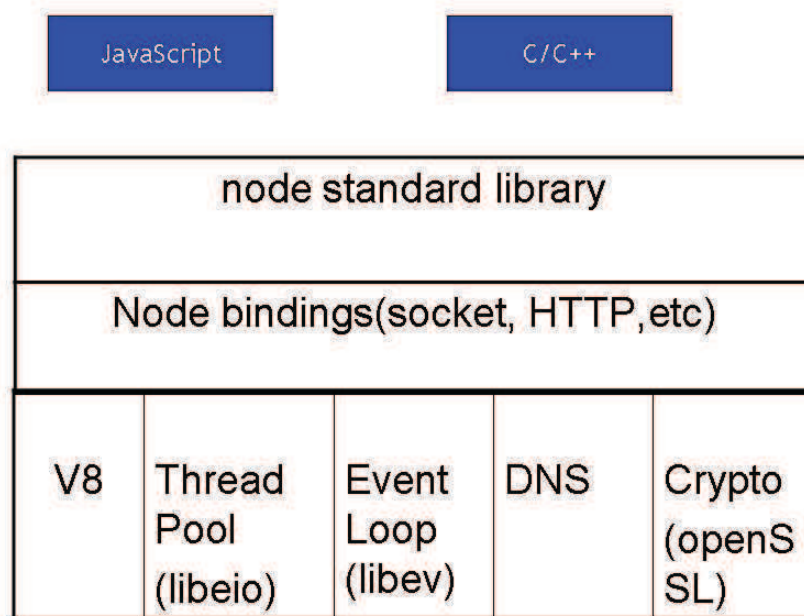 JavaScript
C/C++
node standard library
Node bindings(socket, HTTP,etc)
V8
Thread
Pool
(libeio)
Event
Loop
(libev)
DNS
Crypto
(openS
SL)